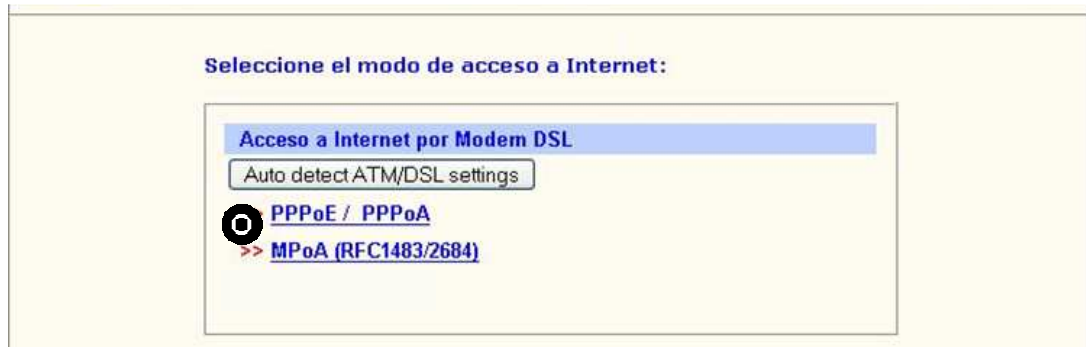 Seleccione el modo de acceso a Internet:
Acceso a Internet por Modem DSL
Auto detect ATM/DSL settings
> PPPoE / PPPoA
>> MPoA (RFC1483/2684)